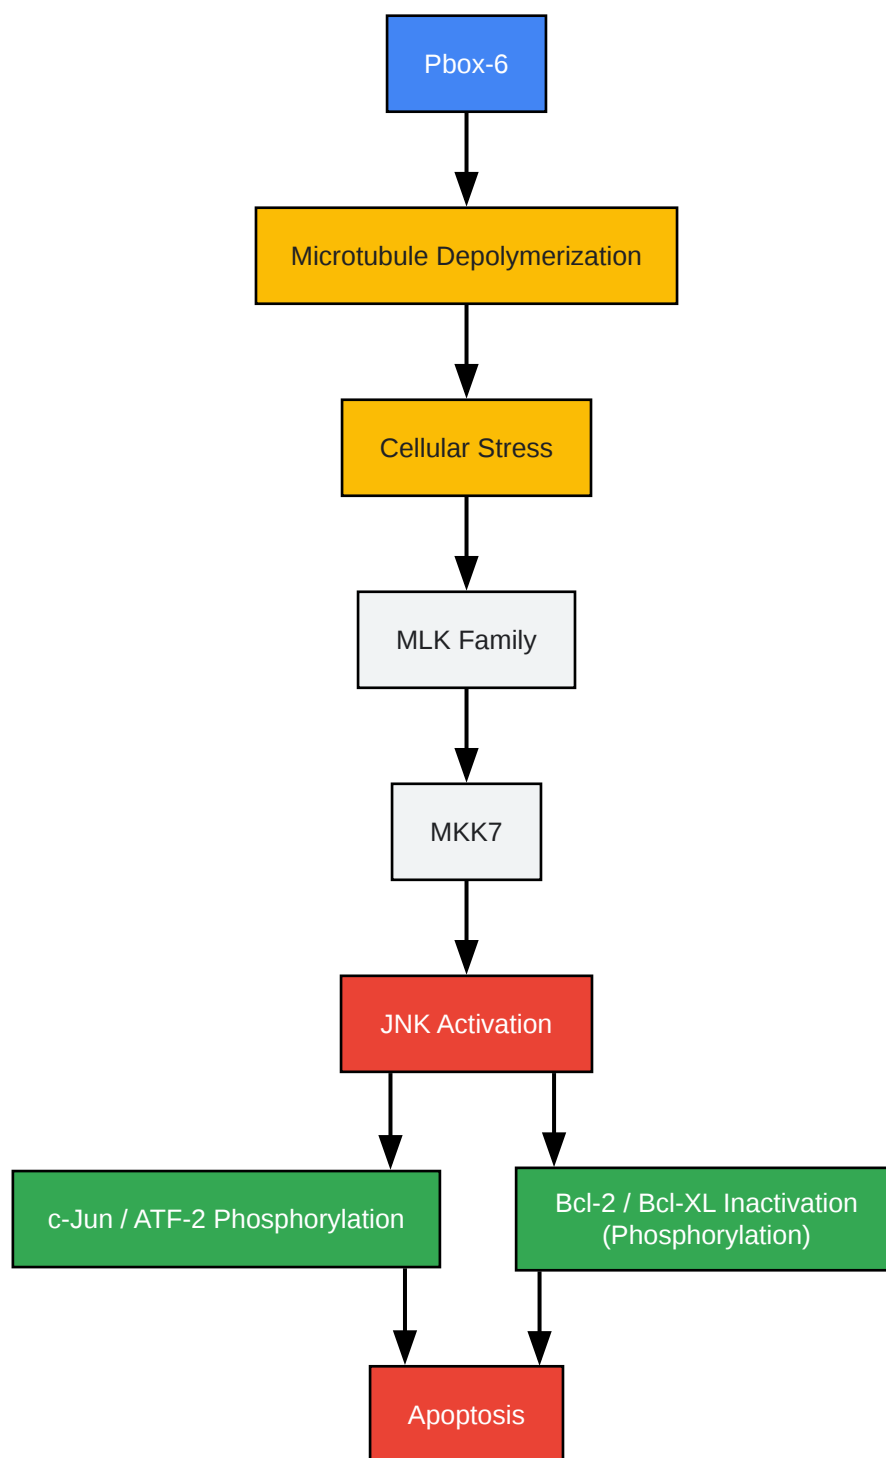 Pbox-6
Microtubule Depolymerization
Cellular Stress
MLK Family
MKK7
JNK Activation
c-Jun / ATF-2 Phosphorylation
Bcl-2 / Bcl-XL Inactivation
(Phosphorylation)
Apoptosis